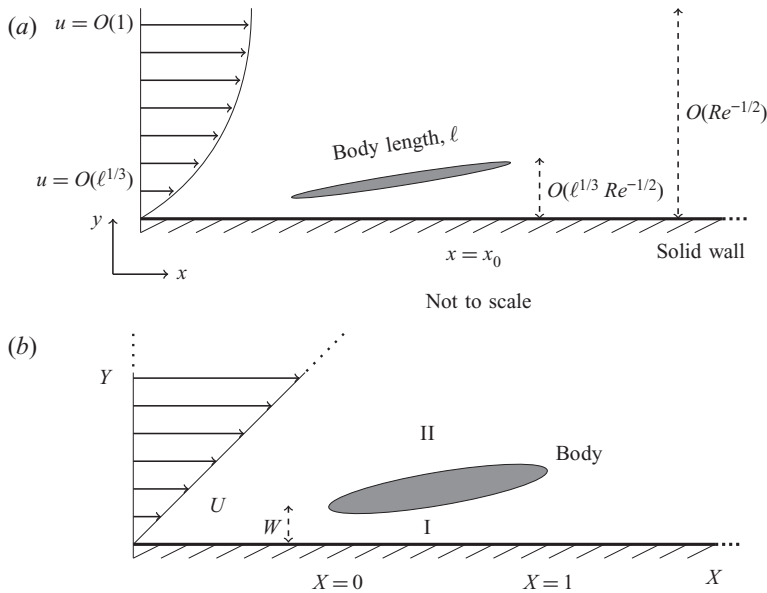 (a)
u = O(1)
O(Re^{-1/2})
Body length, ℓ
u = O(ℓ^{1/3})
O(ℓ^{1/3} Re^{-1/2})
y
x
x = x_0
Solid wall
Not to scale
(b)
Y
II
Body
U
W
I
X = 0
X = 1
X